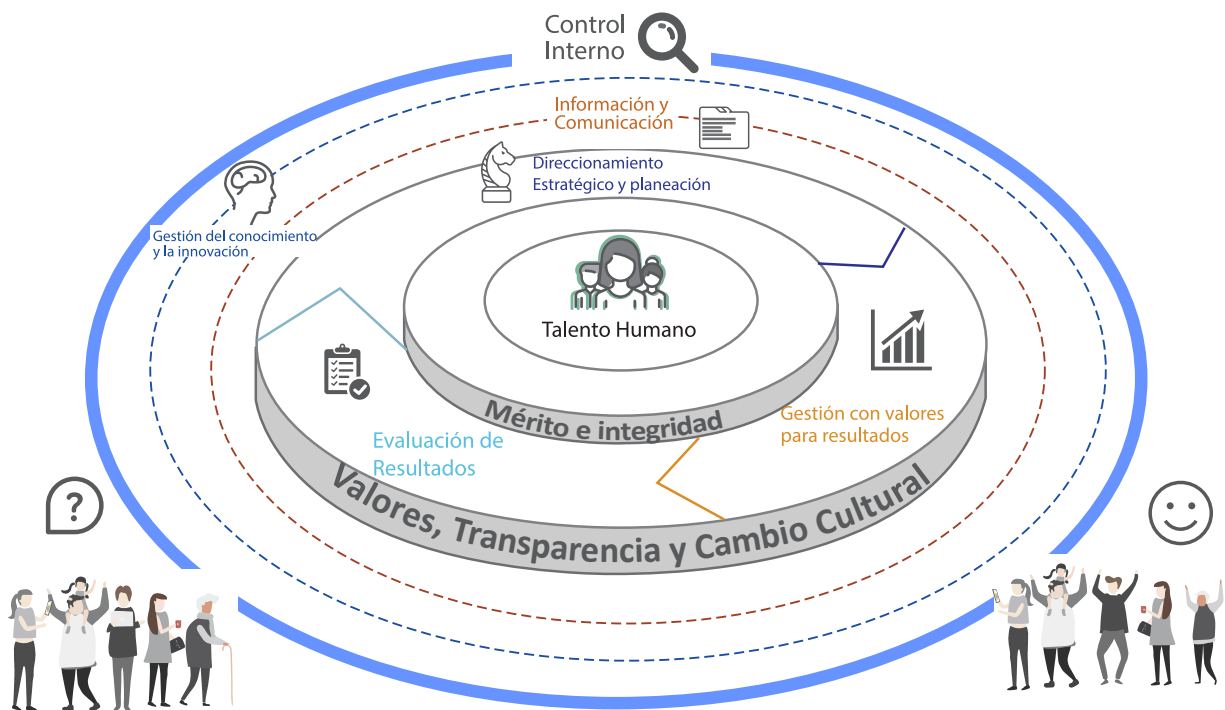 Control
Interno
Información y
Comunicación
Direccionamiento
Estratégico y planeación
Gestión del conocimiento
y la innovación
Talento Humano
Mérito e integridad
Gestión con valores
para resultados
Evaluación de
Resultados
Valores, Transparencia y Cambio Cultural
?